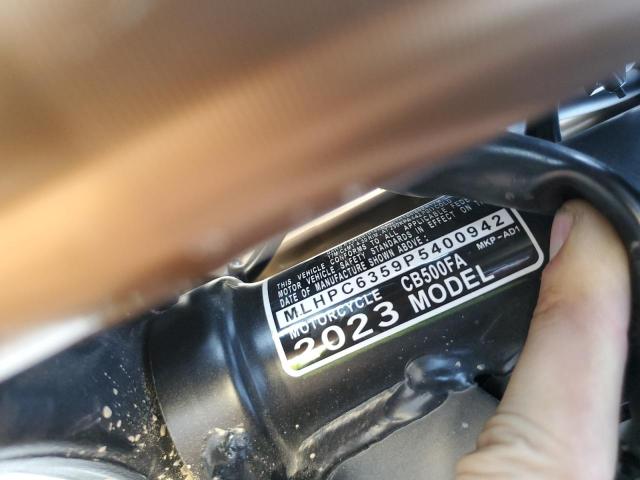 THIS VEHICLE CONFORMS TO ALL APPLICABLE FEDE
MOTOR VEHICLE SAFETY STANDARDS IN EFFECT ON
DATE OF MANUFACTURE SHOWN ABOVE:
MLHPC6359P5400942
MOTORCYCLE CB500FA MKP-AD1
2023 MODEL